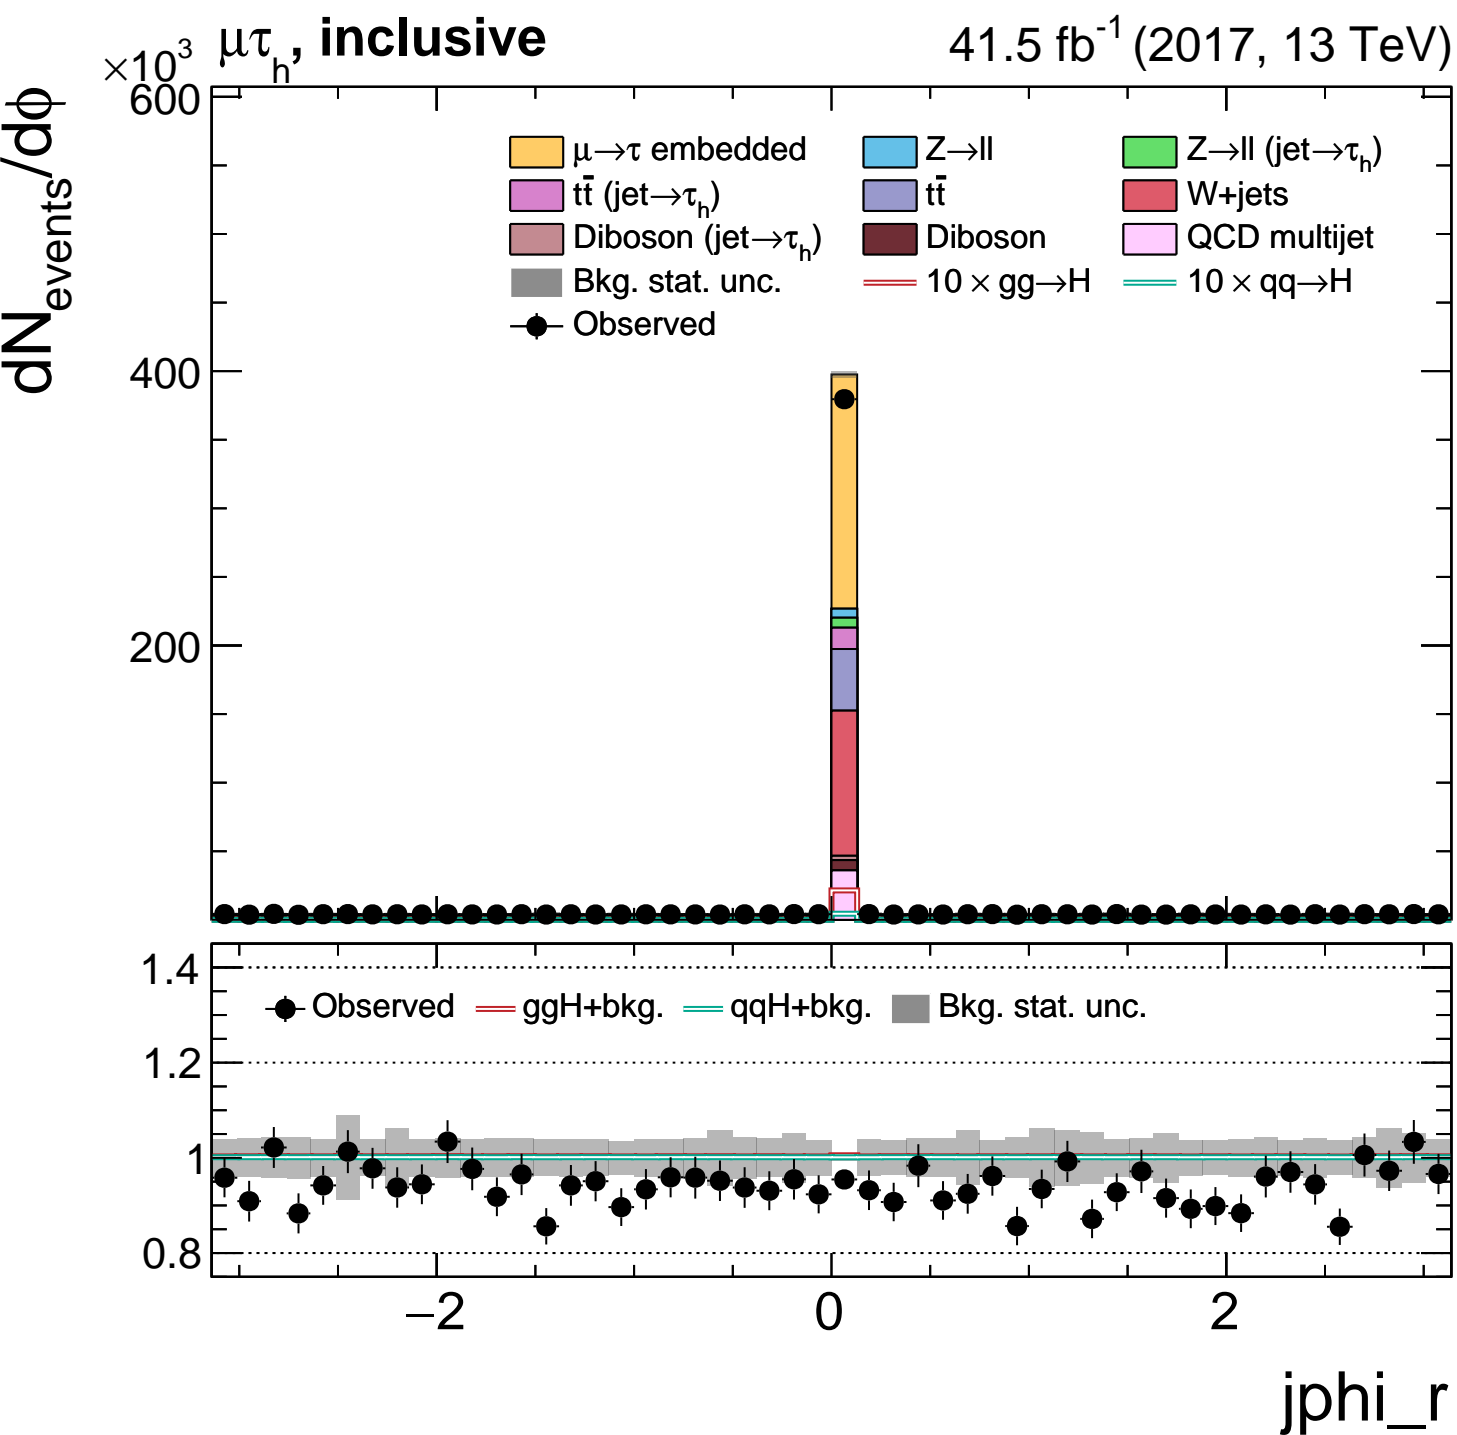 ×10³ μτₕ, inclusive 41.5 fb⁻¹ (2017, 13 TeV)
dN_events/dϕ
600
400
200
μ→τ embedded Z→ll Z→ll (jet→τₕ)
tt̄ (jet→τₕ) tt̄ W+jets
Diboson (jet→τₕ) Diboson QCD multijet
Bkg. stat. unc. 10 × gg→H 10 × qq→H
Observed
1.4
1.2
1
0.8
Observed ggH+bkg. qqH+bkg. Bkg. stat. unc.
−2 0 2
jphi_r